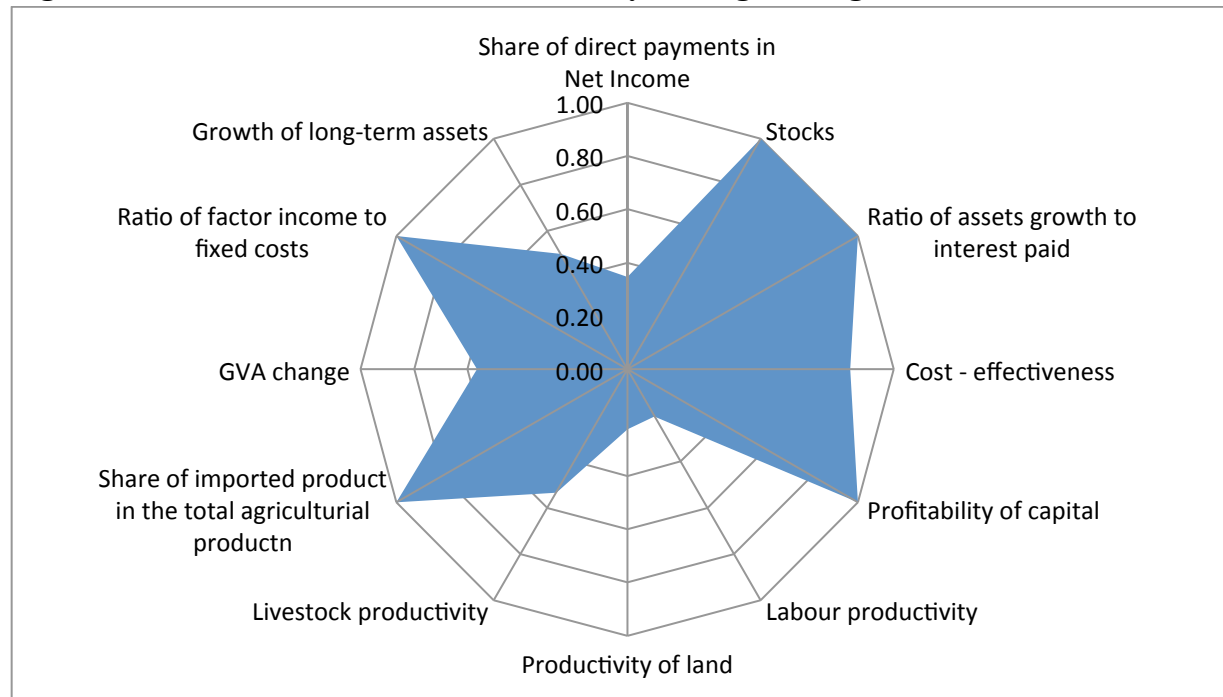 Share of direct payments in
Net Income
1.00
Growth of long-term assets
Stocks
0.80
Ratio of factor income to
fixed costs
0.60
Ratio of assets growth to
interest paid
0.40
0.20
GVA change
0.00
Cost - effectiveness
Share of imported product
in the total agriculturial
productn
Profitability of capital
Livestock productivity
Labour productivity
Productivity of land